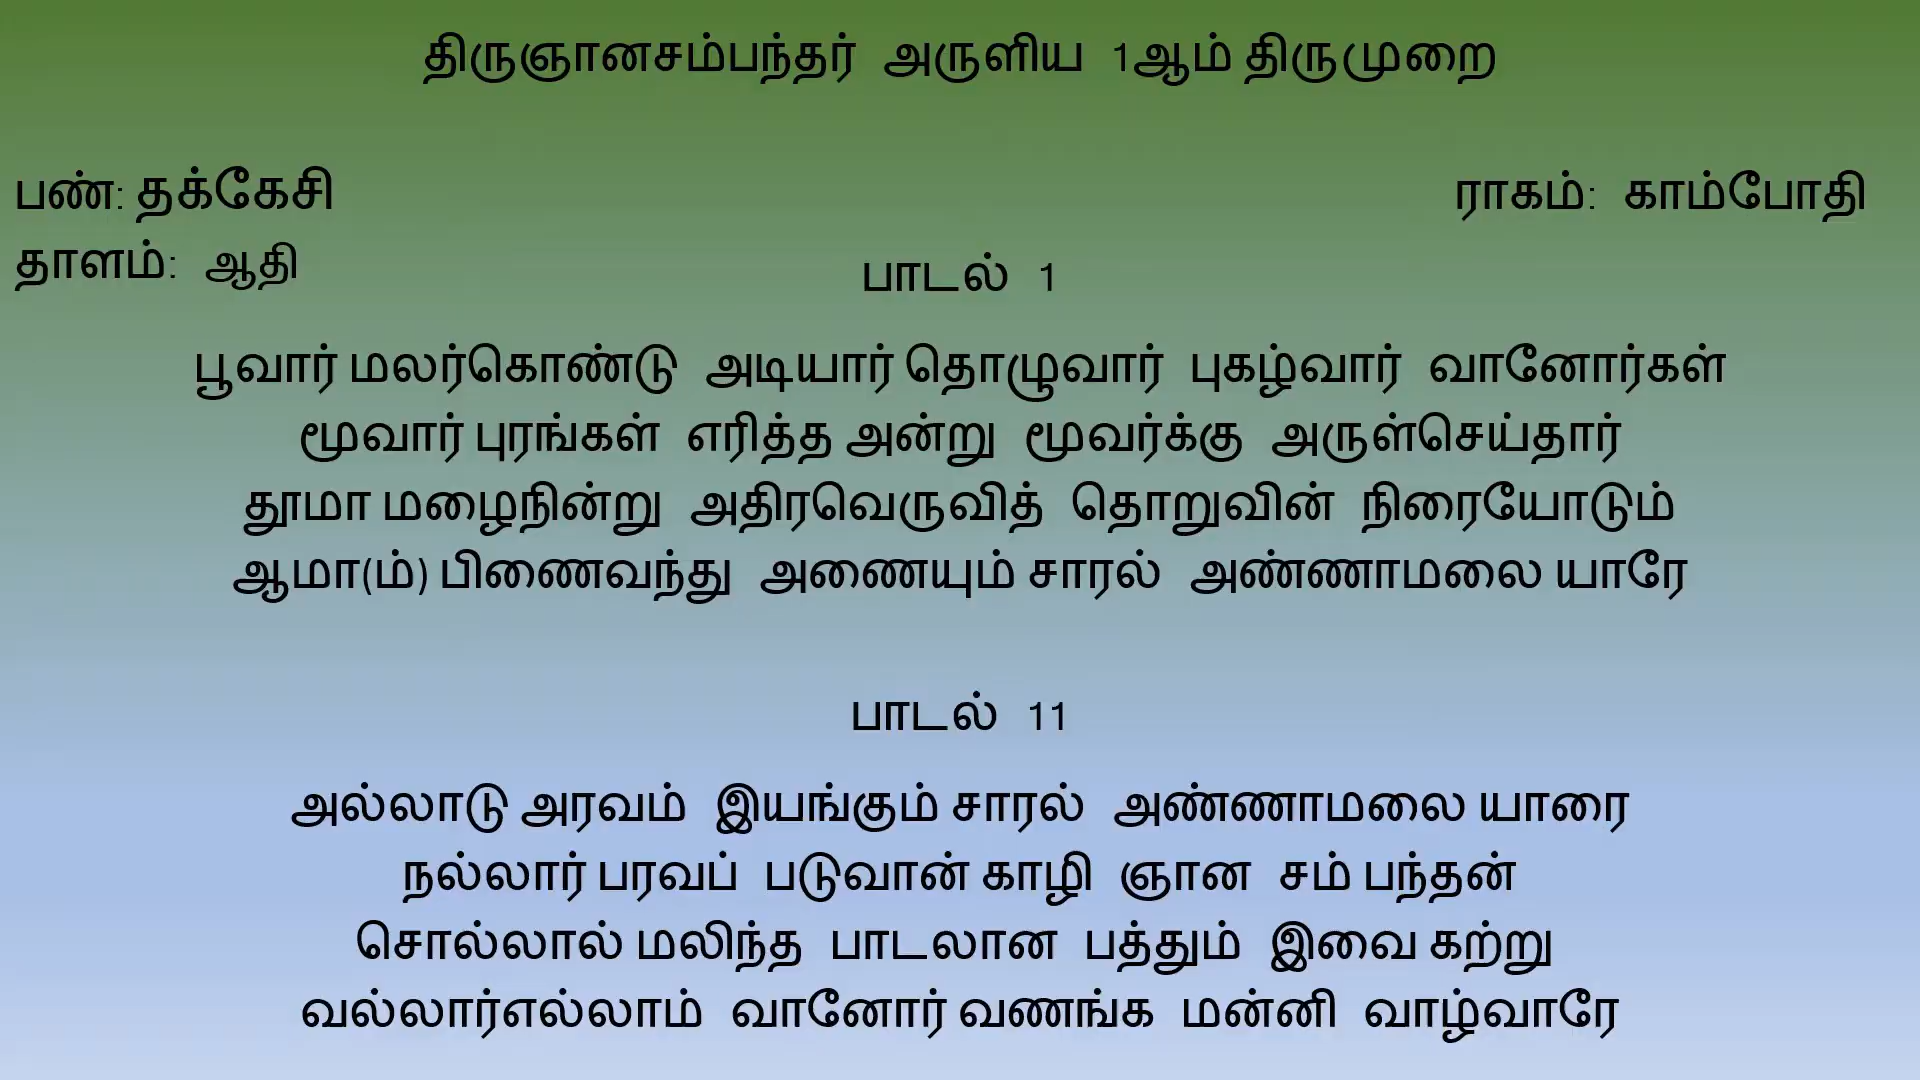 திருஞானசம்பந்தர் அருளிய 1ஆம் திருமுறை
பண்: தக்கேசி
ராகம்: காம்போதி
தாளம்: ஆதி
பாடல் 1
பூவார் மலர்கொண்டு அடியார் தொழுவார் புகழ்வார் வானோர்கள்
மூவார் புரங்கள் எரித்த அன்று மூவர்க்கு அருள்செய்தார்
தூமா மழைநின்று அதிரவெருவித் தொறுவின் நிரையோடும்
ஆமா(ம்) பிணைவந்து அணையும் சாரல் அண்ணாமலை யாரே
பாடல் 11
அல்லாடு அரவம் இயங்கும் சாரல் அண்ணாமலை யாரை
நல்லார் பரவப் படுவான் காழி ஞான சம் பந்தன்
சொல்லால் மலிந்த பாடலான பத்தும் இவை கற்று
வல்லார்எல்லாம் வானோர் வணங்க மன்னி வாழ்வாரே